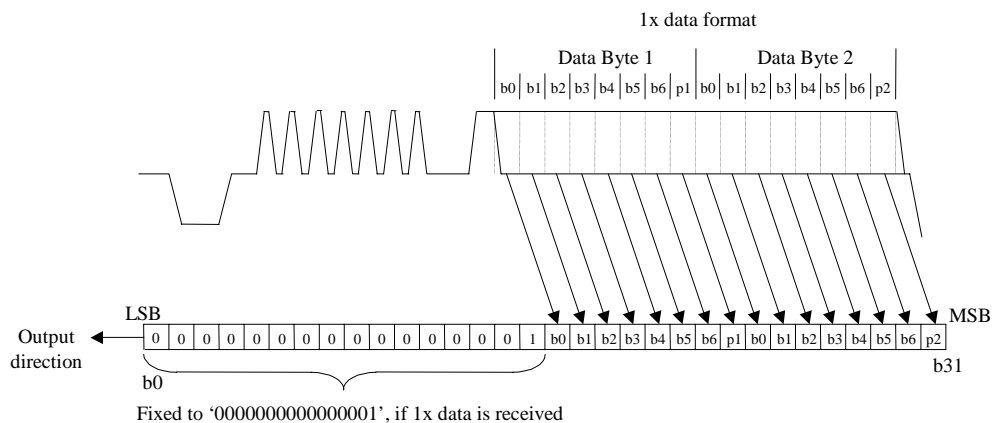 1x data format
Data Byte 1 Data Byte 2
b0 b1 b2 b3 b4 b5 b6 p1 b0 b1 b2 b3 b4 b5 b6 p2
LSB MSB
Output direction
0 0 0 0 0 0 0 0 0 0 0 0 0 0 0 1 b0 b1 b2 b3 b4 b5 b6 p1 b0 b1 b2 b3 b4 b5 b6 p2
b0 b31
Fixed to ‘0000000000000001’, if 1x data is received